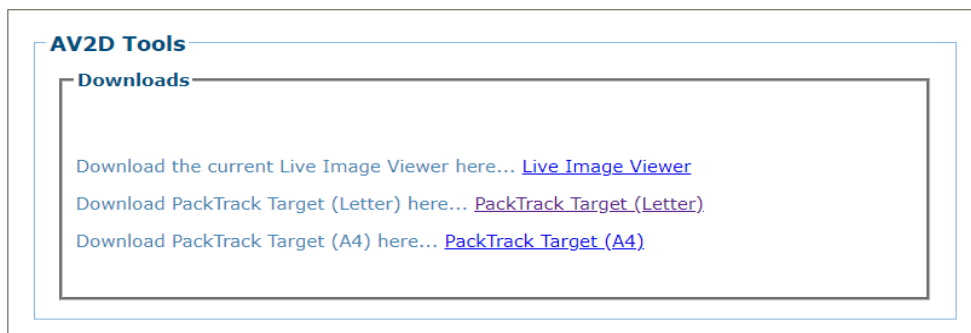 AV2D Tools
Downloads
Download the current Live Image Viewer here... Live Image Viewer
Download PackTrack Target (Letter) here... PackTrack Target (Letter)
Download PackTrack Target (A4) here... PackTrack Target (A4)